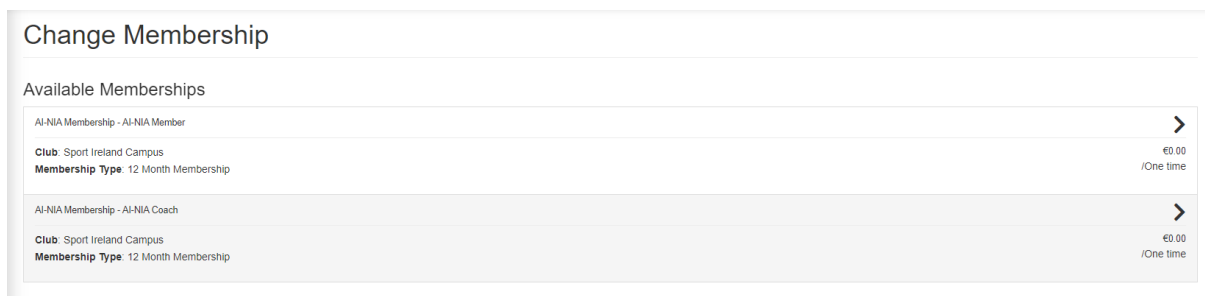 Change Membership
Available Memberships
AI-NIA Membership - AI-NIA Member
Club: Sport Ireland Campus
€0.00
Membership Type: 12 Month Membership
/One time
AI-NIA Membership - AI-NIA Coach
Club: Sport Ireland Campus
€0.00
Membership Type: 12 Month Membership
/One time